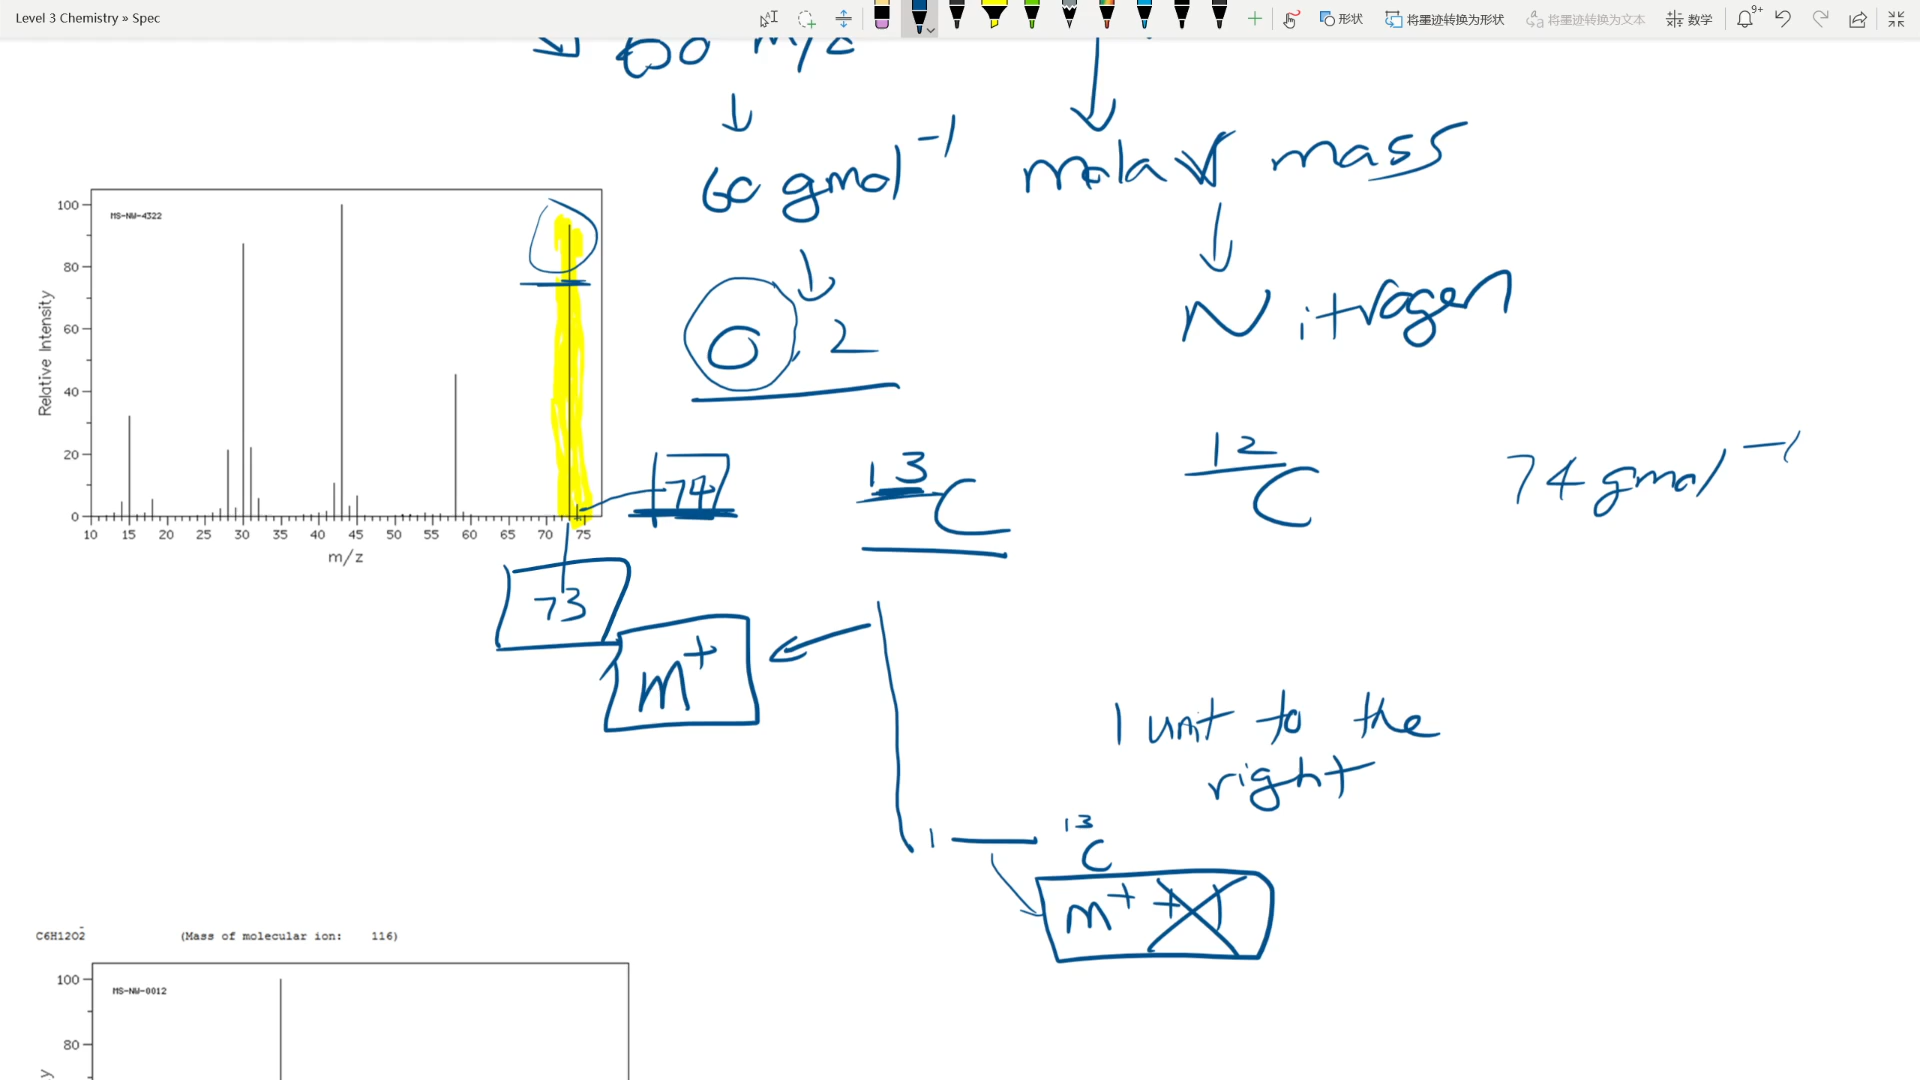 Level 3 Chemistry » Spec
形状
将墨迹转换为形状
将墨迹转换为文本
数学
9+
60 m/z
60 gmol⁻¹
molar mass
Nitrogen
0.2
MS-NW-4322
100
80
60
40
20
0
Relative Intensity
10 15 20 25 30 35 40 45 50 55 60 65 70 75
m/z
74
¹³C
¹²C
74 gmol⁻¹
73
m⁺
1 unit to the
right
1
¹³C
m⁺ +1
C6H12O2
(Mass of molecular ion: 116)
MS-NW-0012
100
80